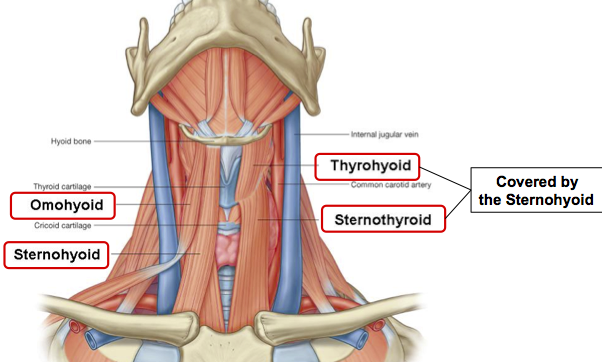 Hyoid bone
Internal jugular vein
Thyrohyoid
Thyroid cartilage
Common carotid artery
Covered by
the Sternohyoid
Omohyoid
Sternothyroid
Cricoid cartilage
Sternohyoid